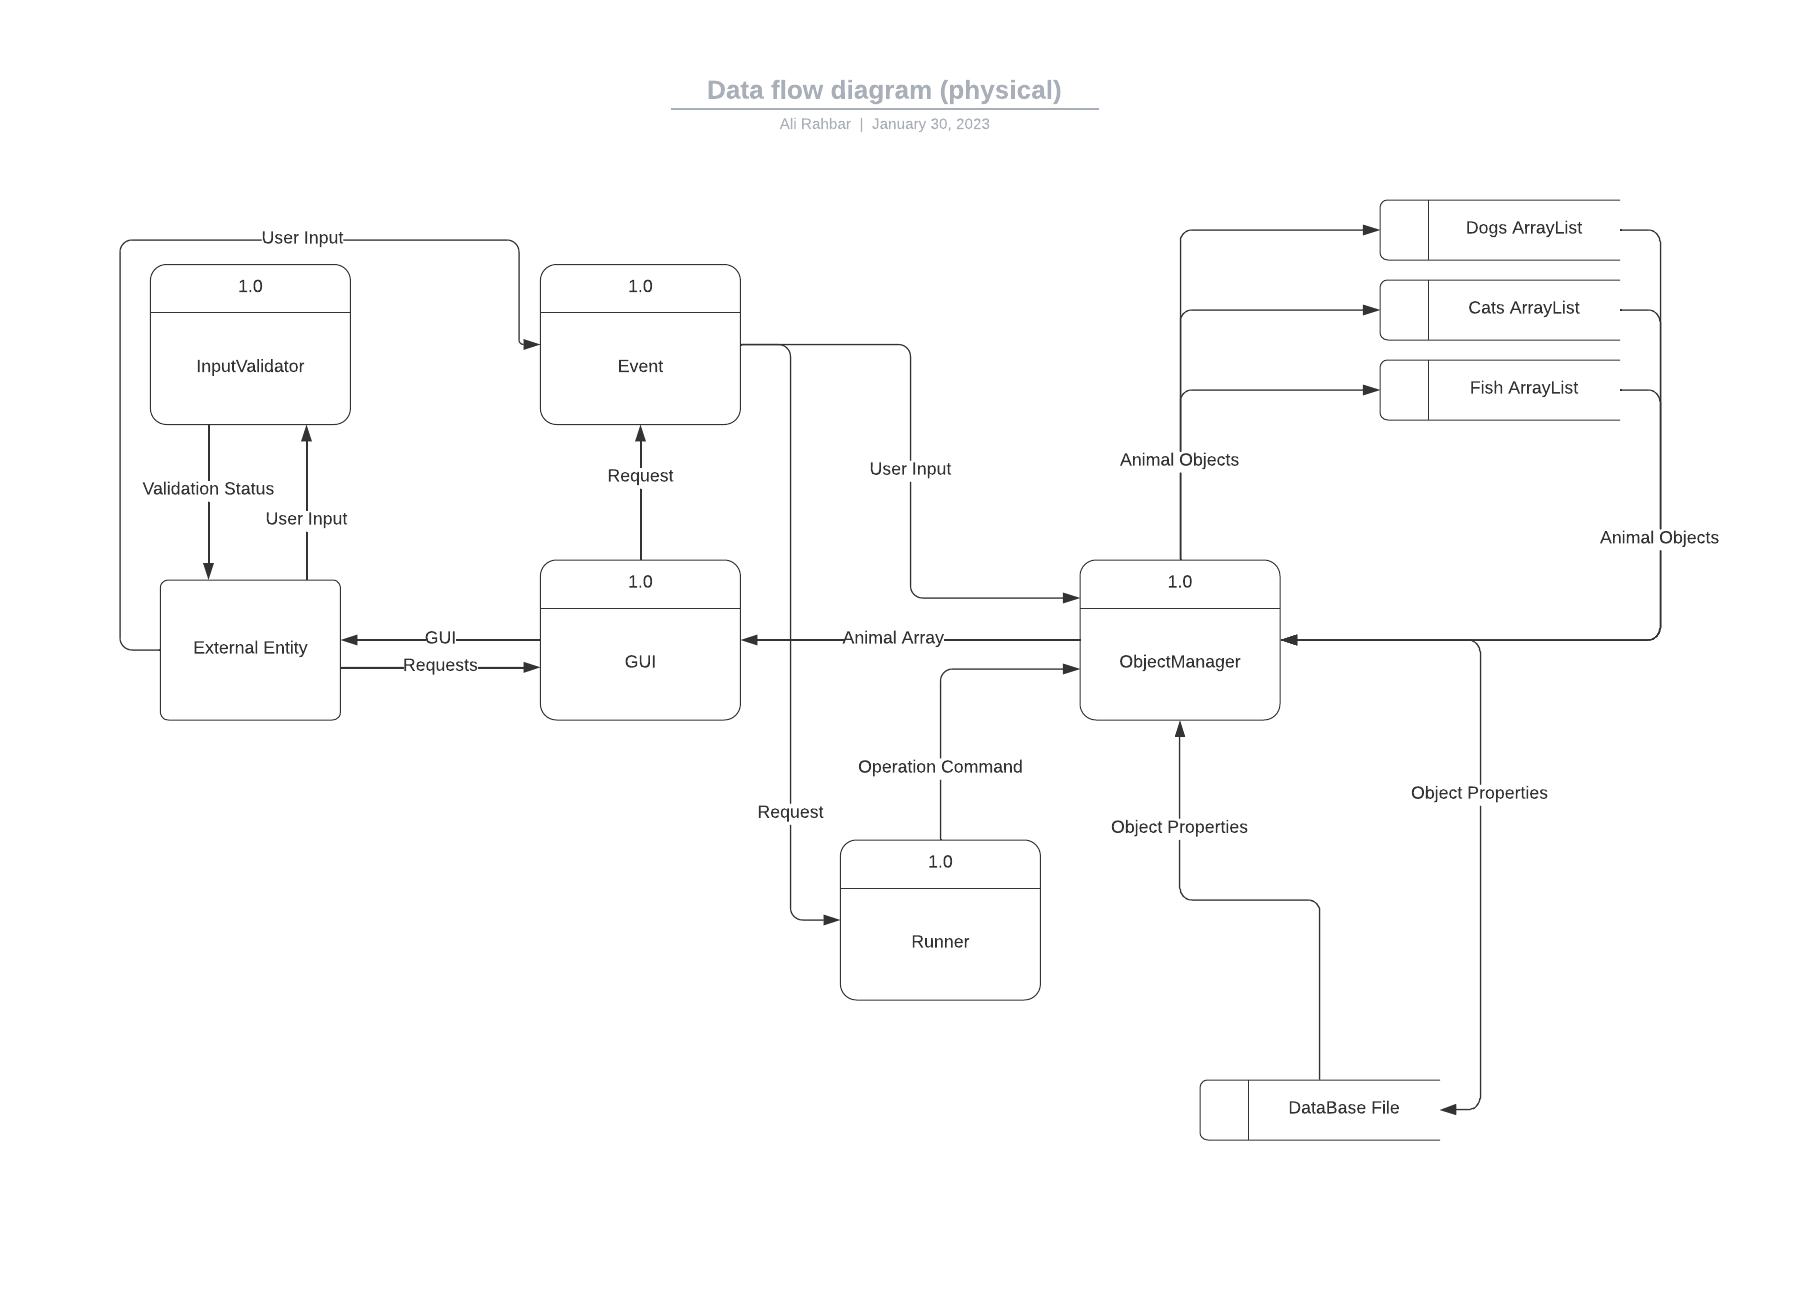 Data flow diagram (physical)
Ali Rahbar | January 30, 2023
User Input
1.0
InputValidator
1.0
Event
Dogs ArrayList
Cats ArrayList
Fish ArrayList
Validation Status
User Input
Request
User Input
Animal Objects
Animal Objects
External Entity
GUI
Requests
1.0
GUI
Animal Array
1.0
ObjectManager
Operation Command
Request
Object Properties
Object Properties
1.0
Runner
DataBase File